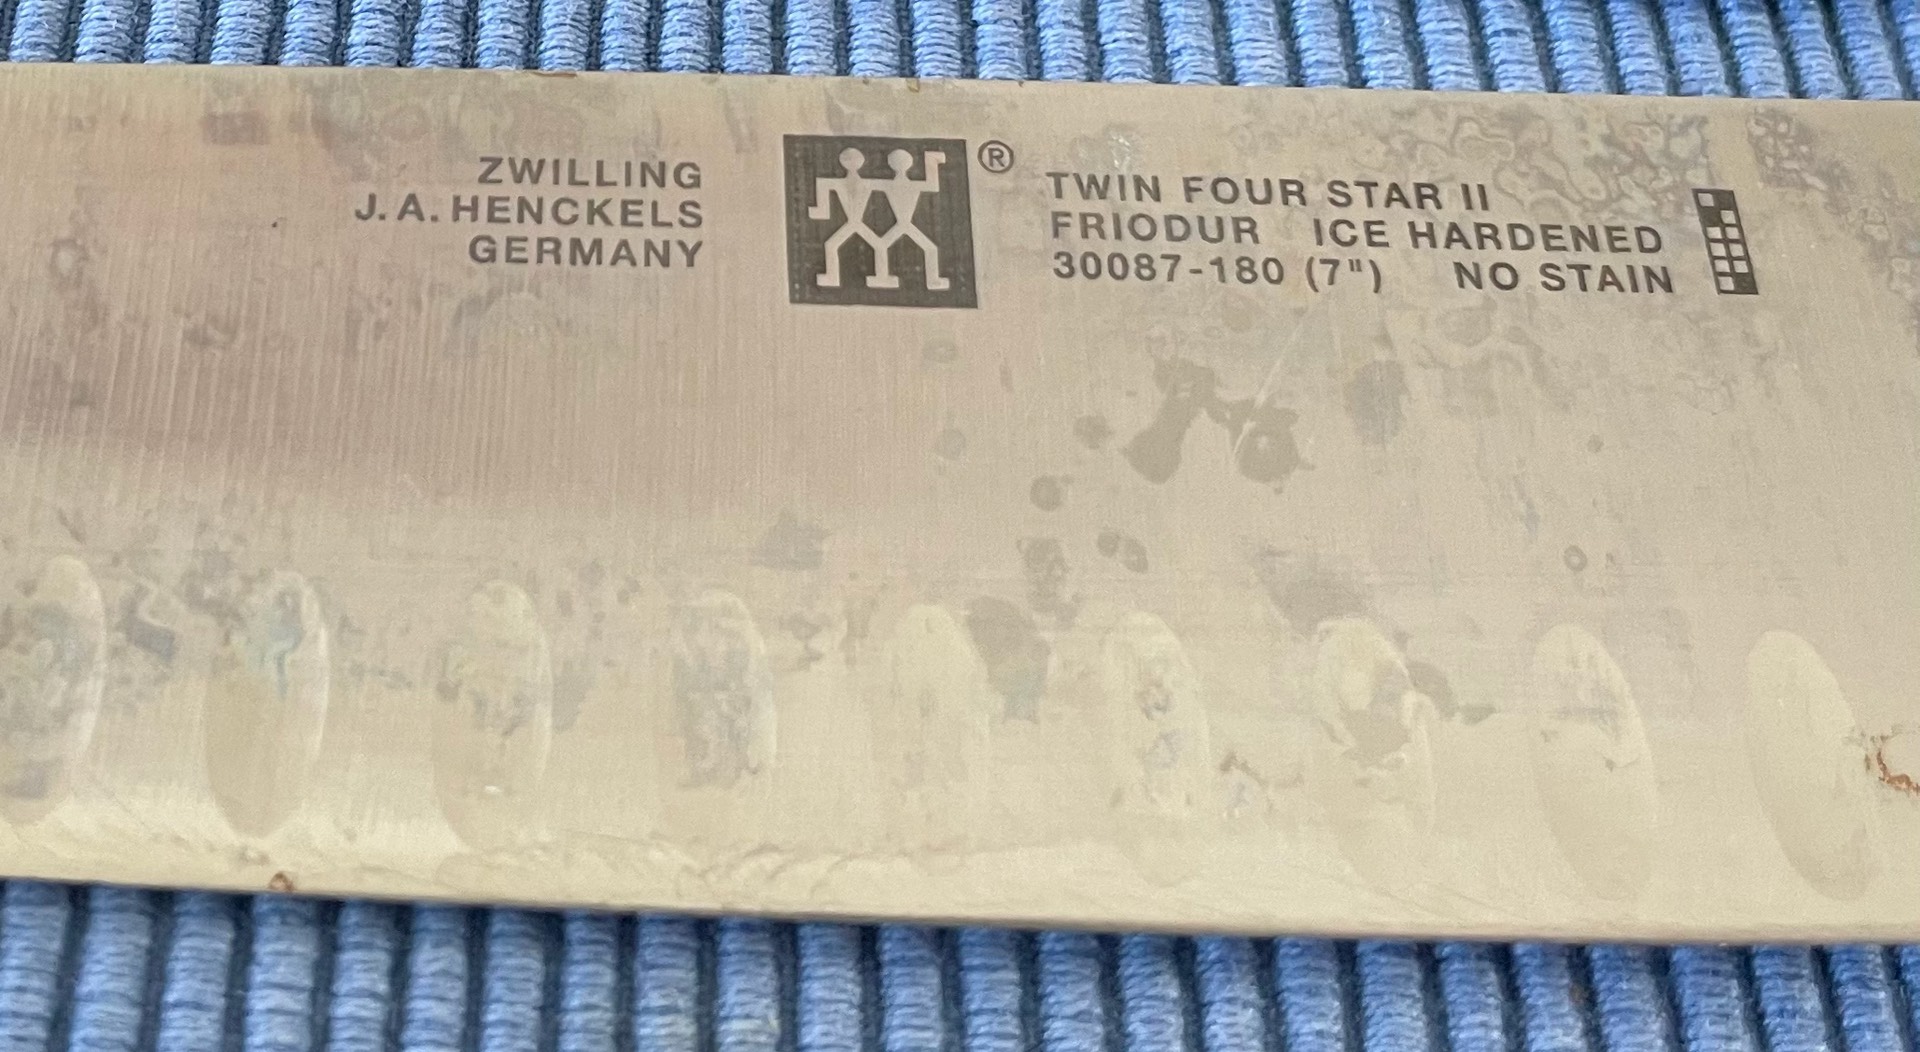 ZWILLING
J.A. HENCKELS
GERMANY
®
TWIN FOUR STAR II
FRIODUR ICE HARDENED
30087-180 (7") NO STAIN